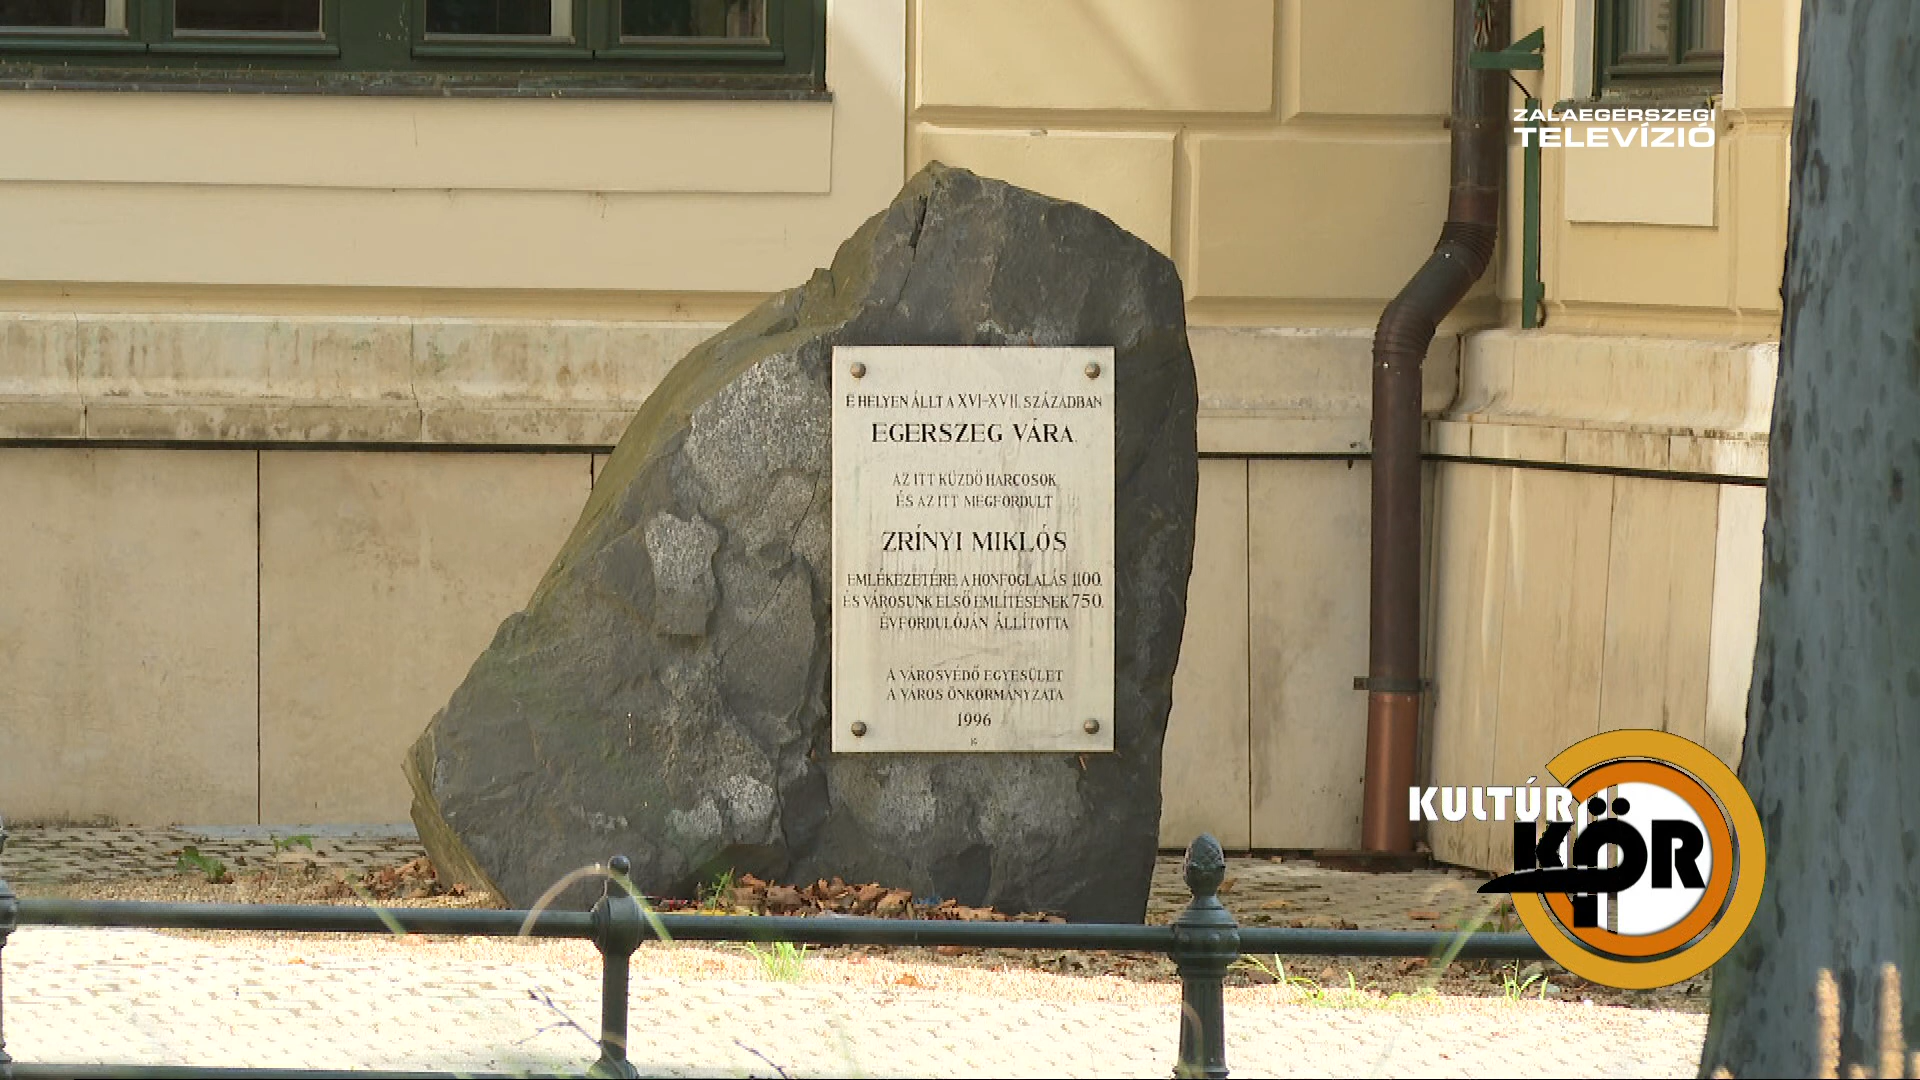 ZALAEGERSZEGI
TELEVÍZIÓ
E HELYEN ÁLLT A XVI-XVII. SZÁZADBAN
EGERSZEG VÁRA.
AZ ITT KÜZDŐ HARCOSOK
ÉS AZ ITT MEGFORDULT
ZRÍNYI MIKLÓS
EMLÉKEZETÉRE, A HONFOGLALÁS 1100.
ÉS VÁROSUNK ELSŐ EMLÍTÉSÉNEK 750.
ÉVFORDULÓJÁN ÁLLÍTOTTA
A VÁROSVÉDŐ EGYESÜLET
A VÁROS ÖNKORMÁNYZATA
1996
KULTÚR
KÖR